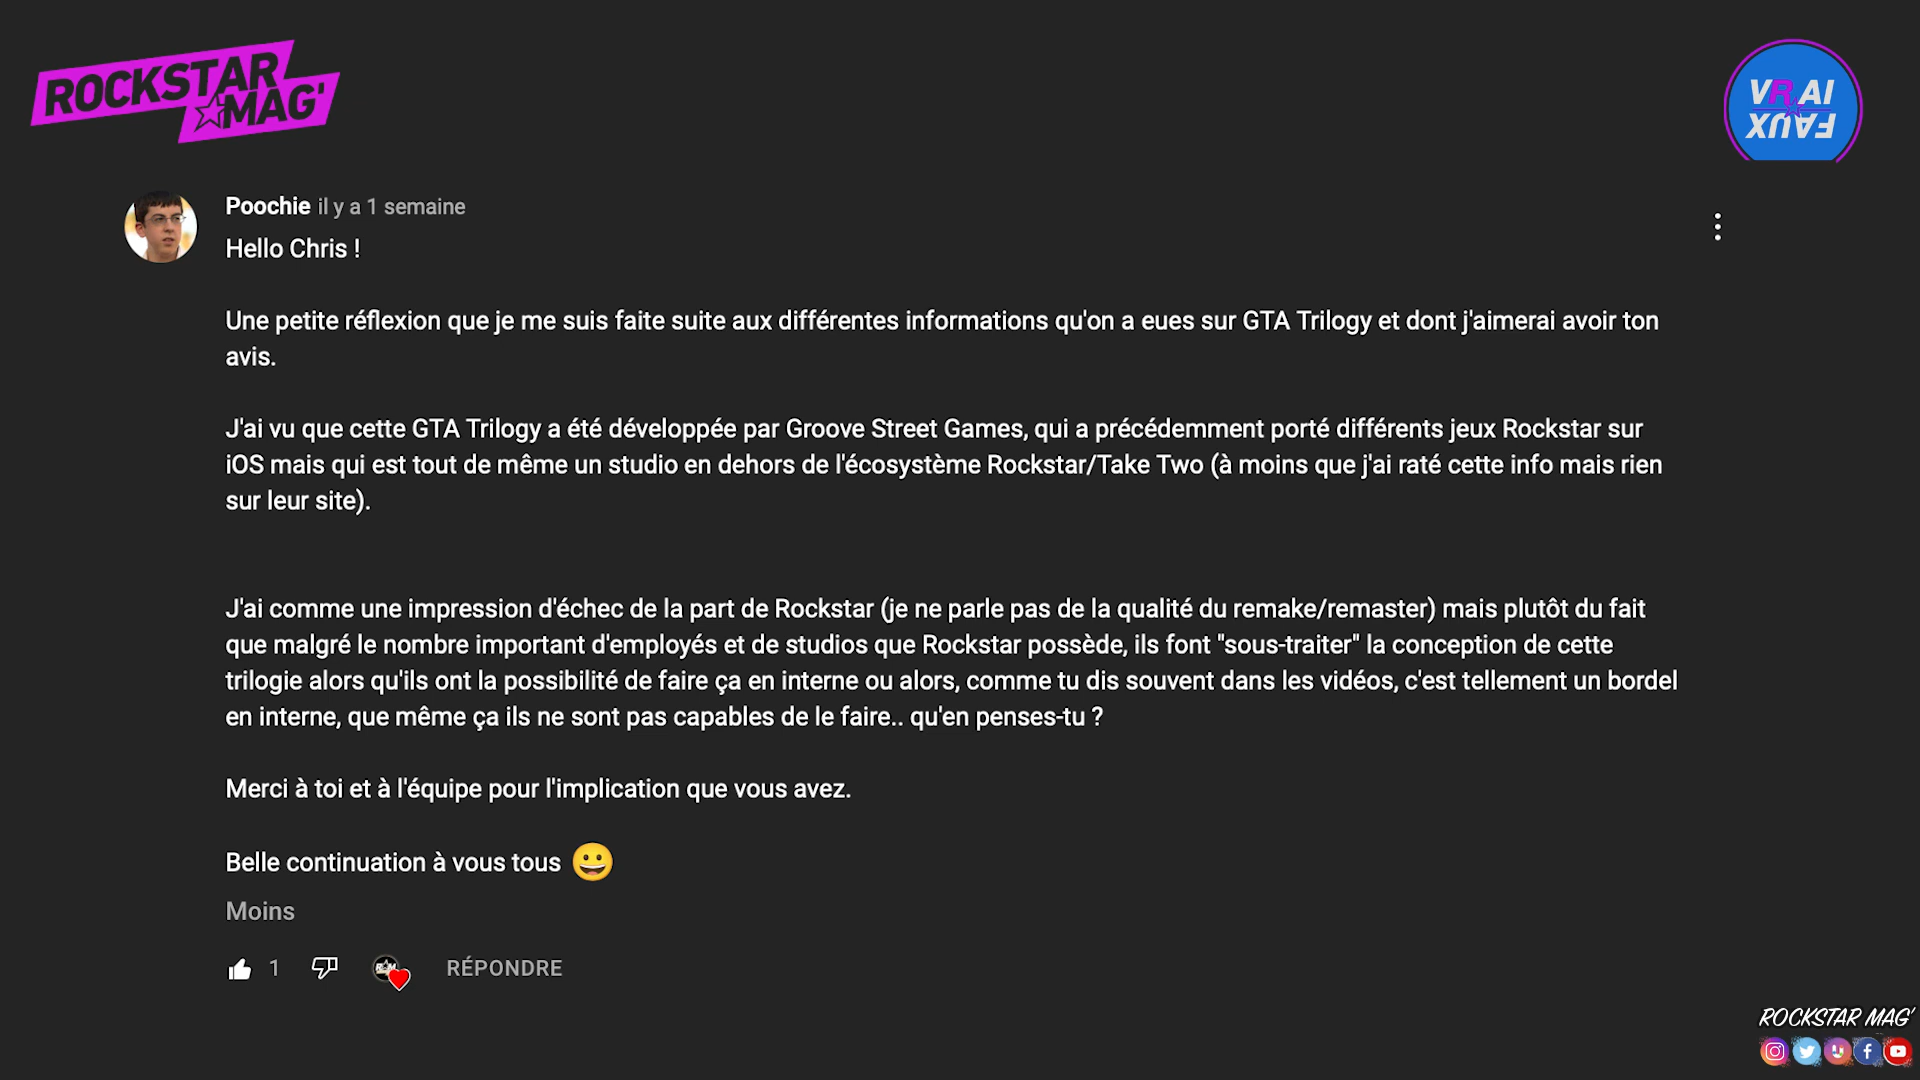 ROCKSTAR
MAG'
VRAI
FAUX
Poochie il y a 1 semaine
Hello Chris !
Une petite réflexion que je me suis faite suite aux différentes informations qu'on a eues sur GTA Trilogy et dont j'aimerai avoir ton
avis.
J'ai vu que cette GTA Trilogy a été développée par Groove Street Games, qui a précédemment porté différents jeux Rockstar sur
iOS mais qui est tout de même un studio en dehors de l'écosystème Rockstar/Take Two (à moins que j'ai raté cette info mais rien
sur leur site).
J'ai comme une impression d'échec de la part de Rockstar (je ne parle pas de la qualité du remake/remaster) mais plutôt du fait
que malgré le nombre important d'employés et de studios que Rockstar possède, ils font "sous-traiter" la conception de cette
trilogie alors qu'ils ont la possibilité de faire ça en interne ou alors, comme tu dis souvent dans les vidéos, c'est tellement un bordel
en interne, que même ça ils ne sont pas capables de le faire.. qu'en penses-tu ?
Merci à toi et à l'équipe pour l'implication que vous avez.
Belle continuation à vous tous 😀
Moins
1
RÉPONDRE
ROCKSTAR MAG'